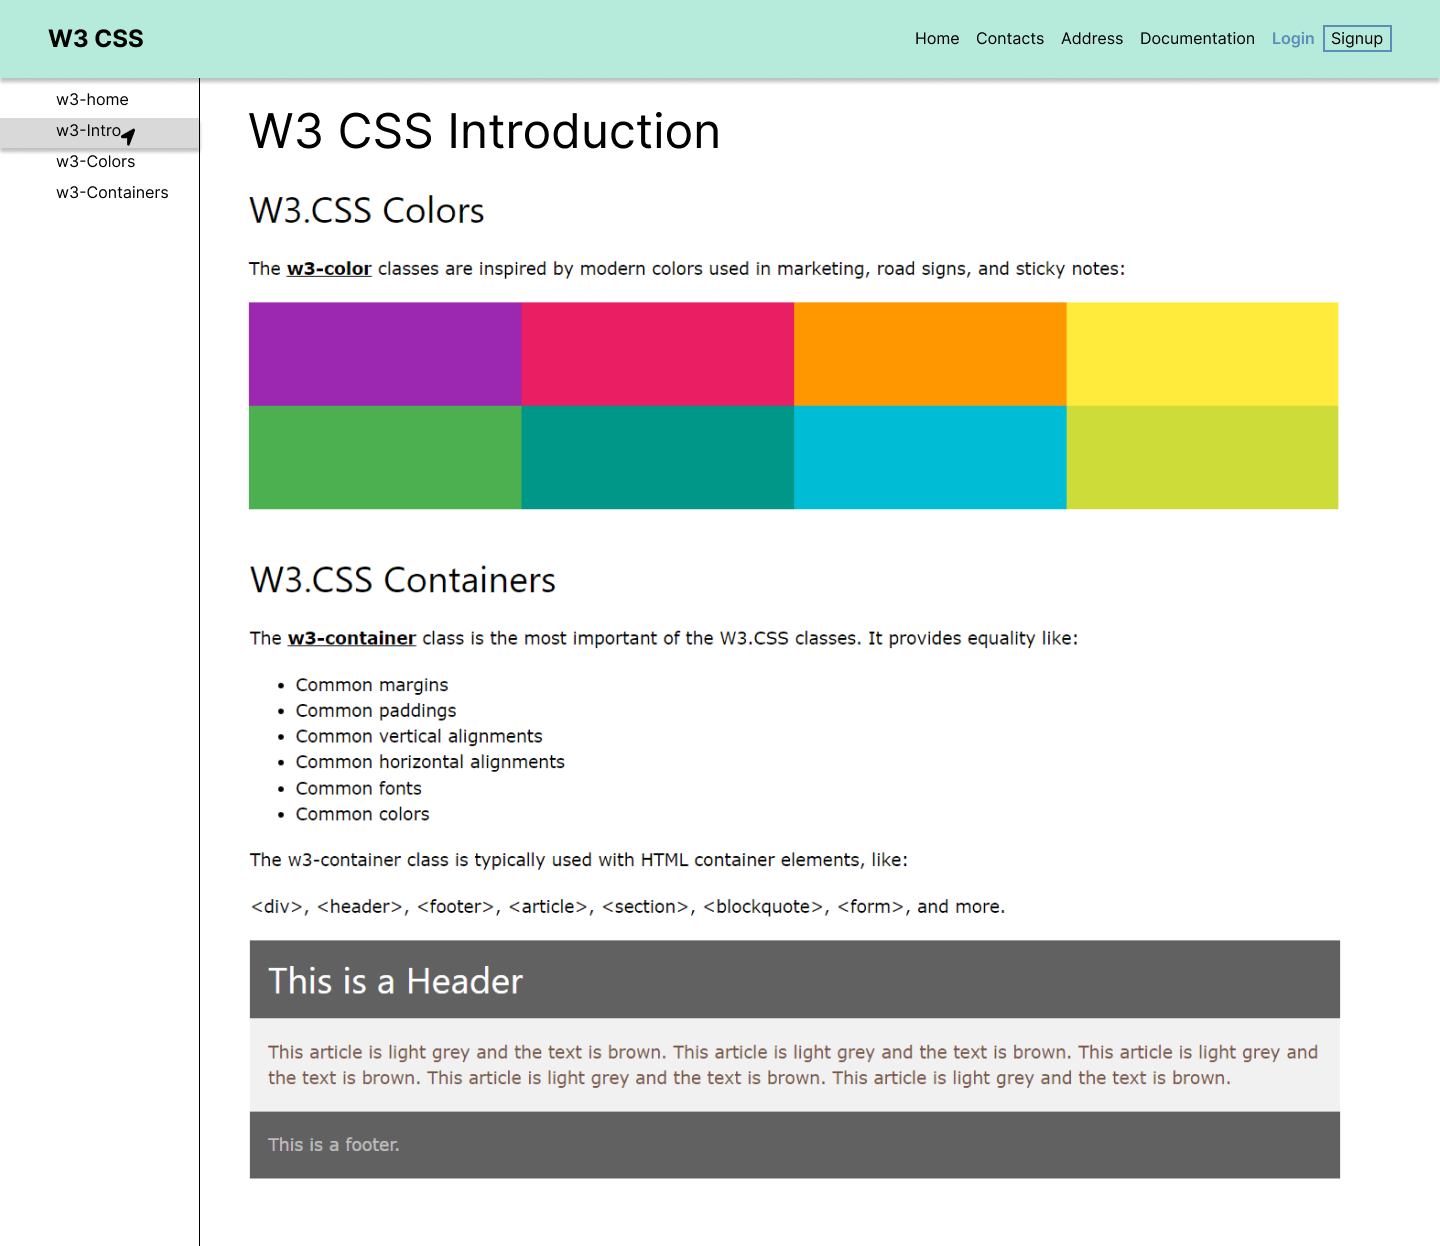 W3 CSS
Home Contacts Address Documentation Login Signup
w3-home
w3-Intro
w3-Colors
w3-Containers
W3 CSS Introduction
W3.CSS Colors
The w3-color classes are inspired by modern colors used in marketing, road signs, and sticky notes:
W3.CSS Containers
The w3-container class is the most important of the W3.CSS classes. It provides equality like:
• Common margins
• Common paddings
• Common vertical alignments
• Common horizontal alignments
• Common fonts
• Common colors
The w3-container class is typically used with HTML container elements, like:
<div>, <header>, <footer>, <article>, <section>, <blockquote>, <form>, and more.
This is a Header
This article is light grey and the text is brown. This article is light grey and the text is brown. This article is light grey and
the text is brown. This article is light grey and the text is brown. This article is light grey and the text is brown.
This is a footer.